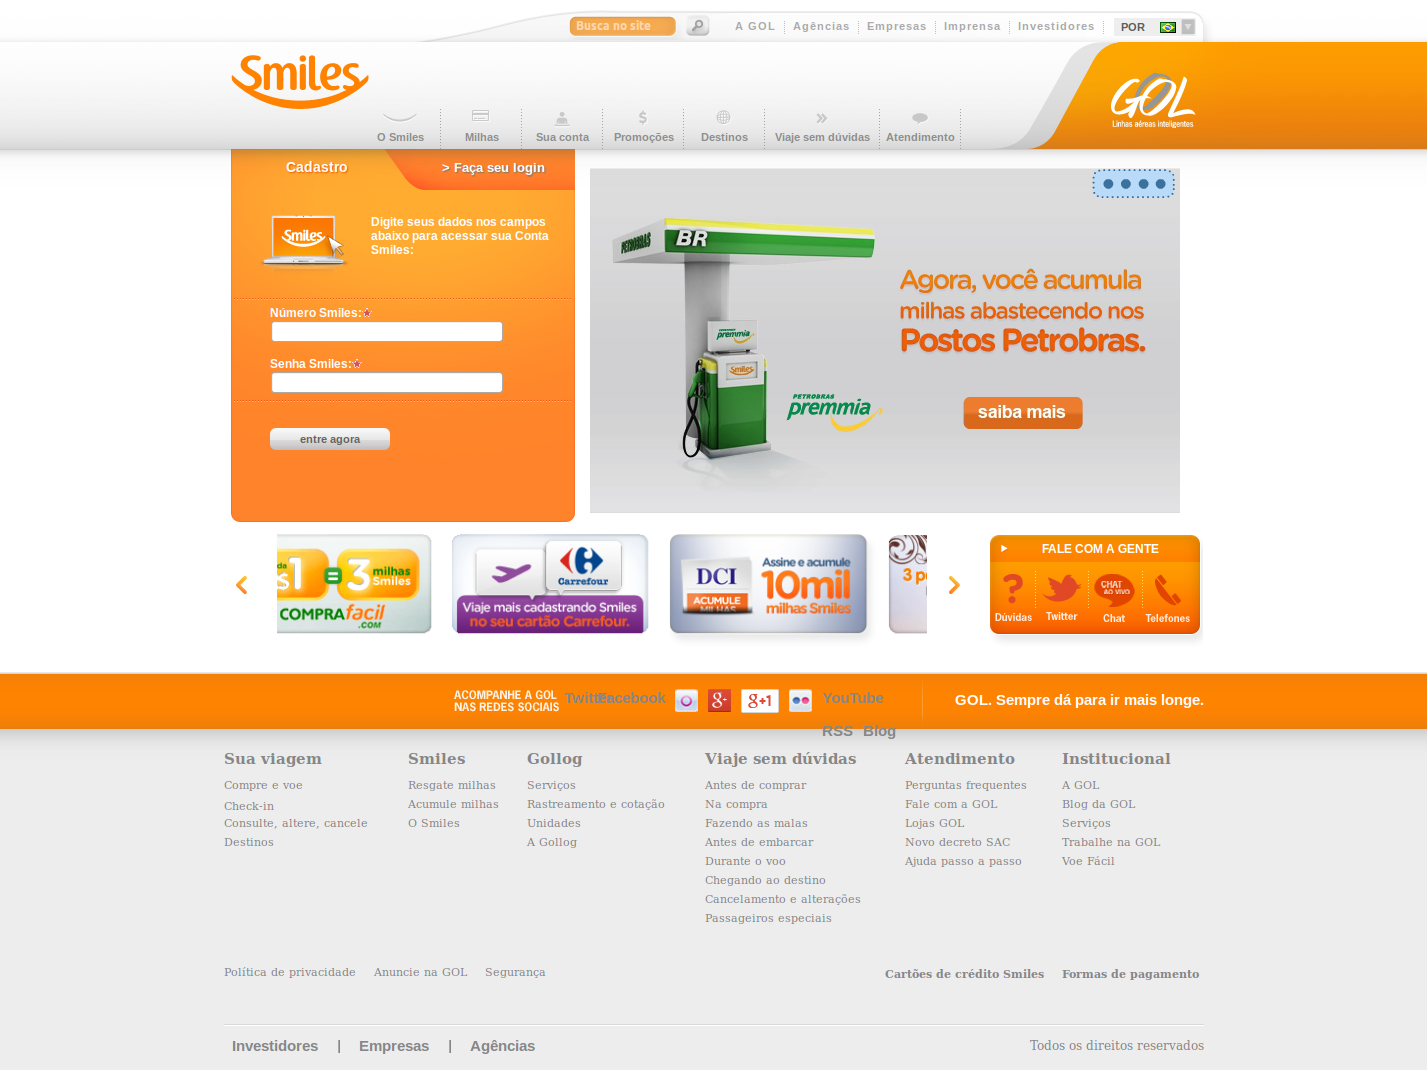 Busca no site
A GOL
Agências
Empresas
Imprensa
Investidores
POR
Smiles
GOL
Linhas aéreas inteligentes
O Smiles
Milhas
Sua conta
Promoções
Destinos
Viaje sem dúvidas
Atendimento
Cadastro
> Faça seu login
Smiles
Digite seus dados nos campos
abaixo para acessar sua Conta
Smiles:
Número Smiles:*
Senha Smiles:*
entre agora
PETROBRAS
BR
premmia
Smiles
PETROBRAS
premmia
Agora, você acumula
milhas abastecendo nos
Postos Petrobras.
saiba mais
1 = 3 milhas
Smiles
COMPRAfacil
.COM
Carrefour
Viaje mais cadastrando Smiles
no seu cartão Carrefour.
DCI
ACUMULE
MILHAS
Assine e acumule
10mil
milhas Smiles
3
FALE COM A GENTE
?
CHAT
AO VIVO
Dúvidas
Twitter
Chat
Telefones
ACOMPANHE A GOL
NAS REDES SOCIAIS
Twitter
Facebook
g+
g+1
YouTube
RSS
Blog
GOL. Sempre dá para ir mais longe.
Sua viagem
Compre e voe
Check-in
Consulte, altere, cancele
Destinos
Smiles
Resgate milhas
Acumule milhas
O Smiles
Gollog
Serviços
Rastreamento e cotação
Unidades
A Gollog
Viaje sem dúvidas
Antes de comprar
Na compra
Fazendo as malas
Antes de embarcar
Durante o voo
Chegando ao destino
Cancelamento e alterações
Passageiros especiais
Atendimento
Perguntas frequentes
Fale com a GOL
Lojas GOL
Novo decreto SAC
Ajuda passo a passo
Institucional
A GOL
Blog da GOL
Serviços
Trabalhe na GOL
Voe Fácil
Política de privacidade
Anuncie na GOL
Segurança
Cartões de crédito Smiles
Formas de pagamento
Investidores | Empresas | Agências
Todos os direitos reservados